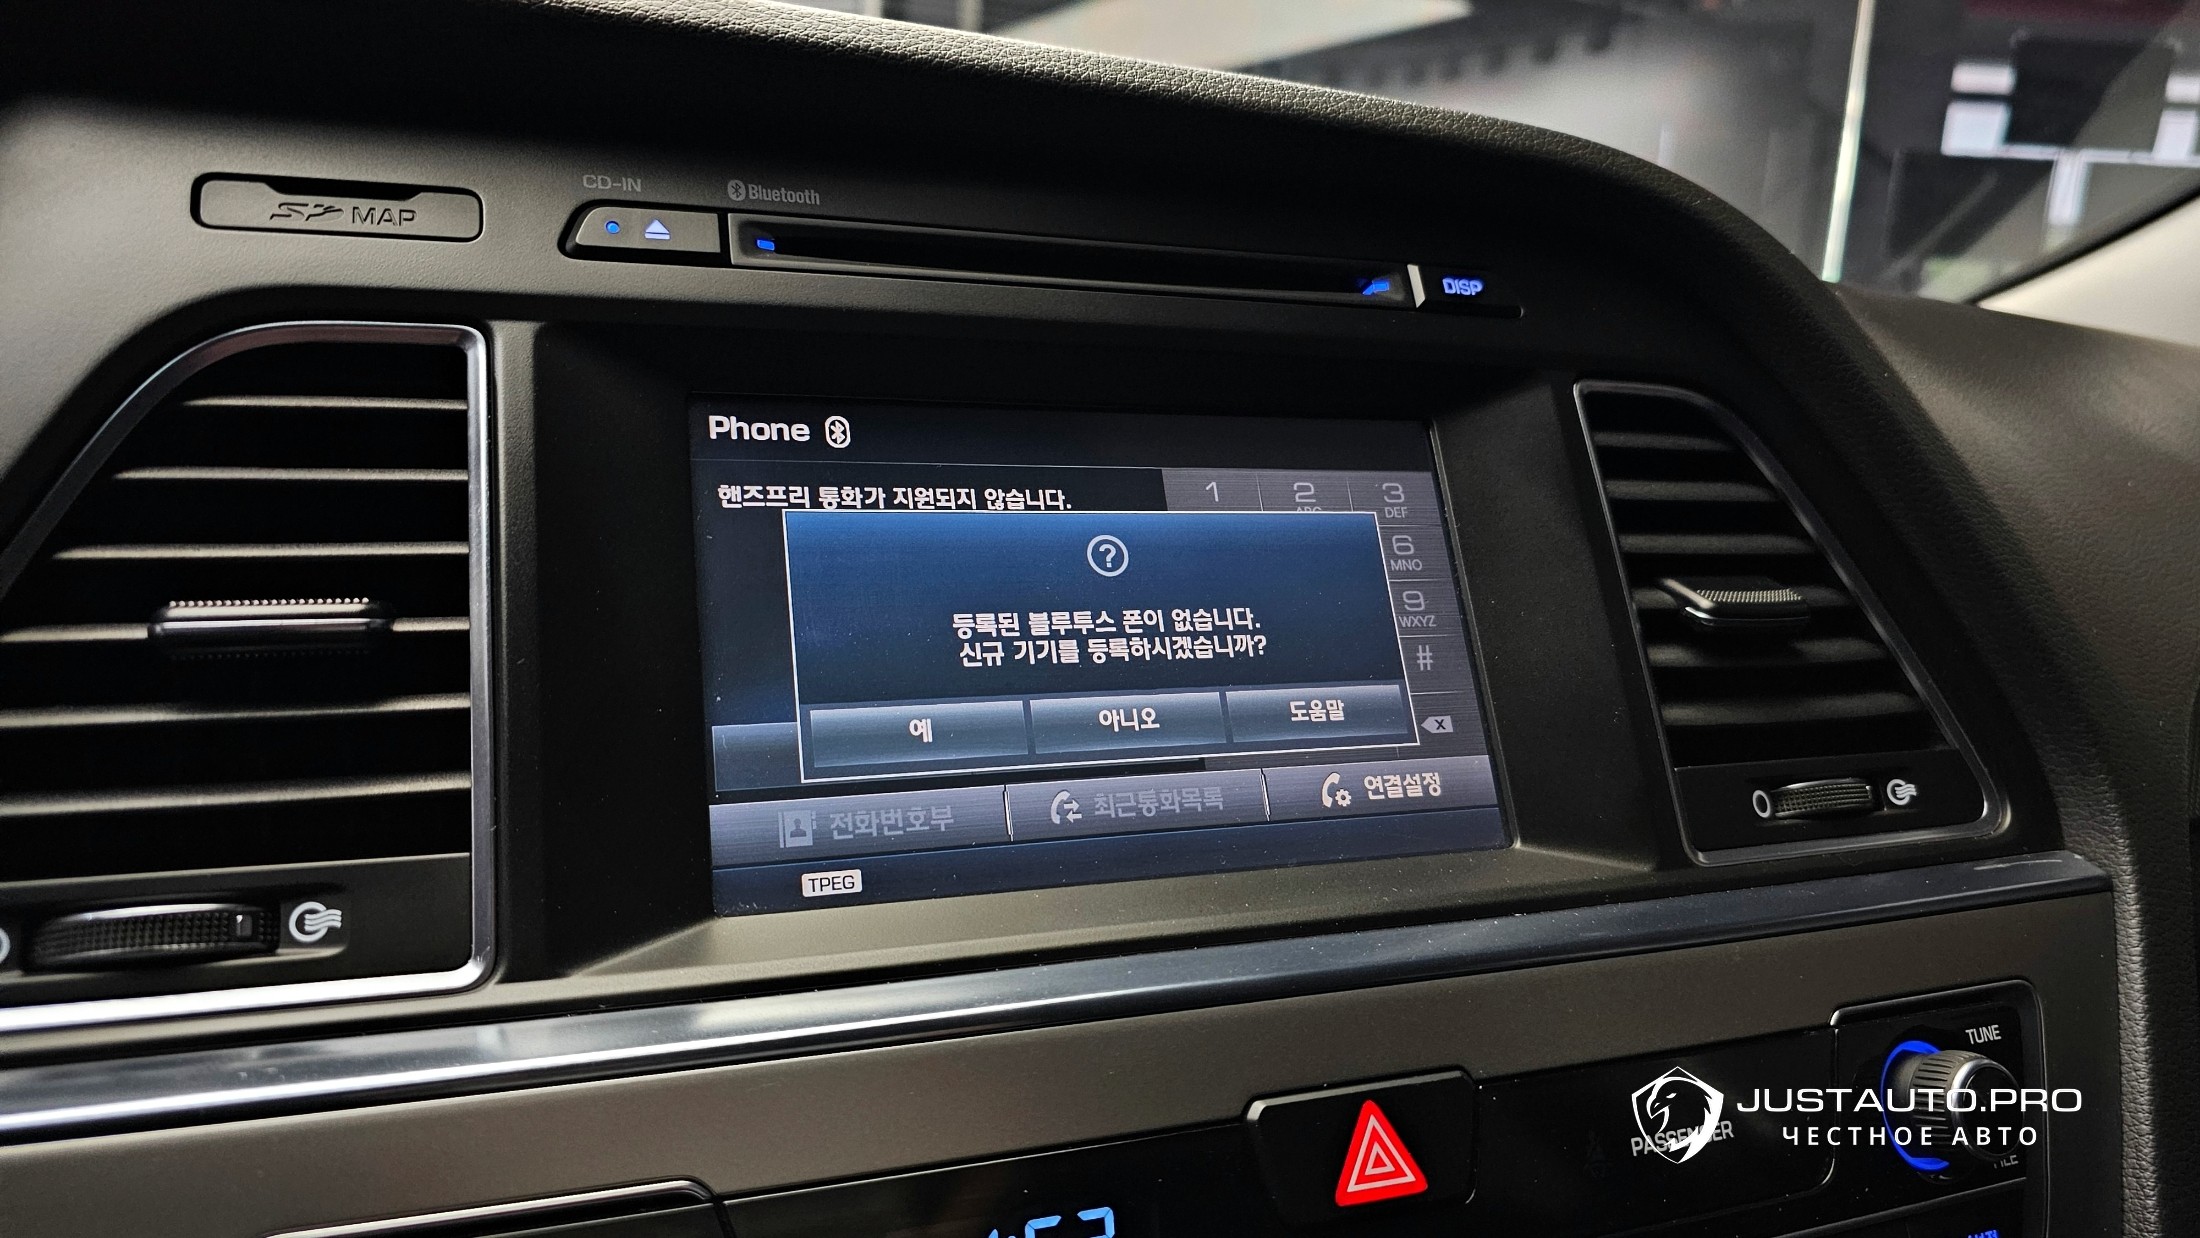 SD MAP
CD-IN
Bluetooth
DISP
Phone
핸즈프리 통화가 지원되지 않습니다.
1
2
ABC
3
DEF
6
MNO
9
WXYZ
#
등록된 블루투스 폰이 없습니다.
신규 기기를 등록하시겠습니까?
예
아니오
도움말
전화번호부
최근통화목록
연결설정
TPEG
TUNE
FILE
PASSENGER
JUSTAUTO.PRO
ЧЕСТНОЕ АВТО